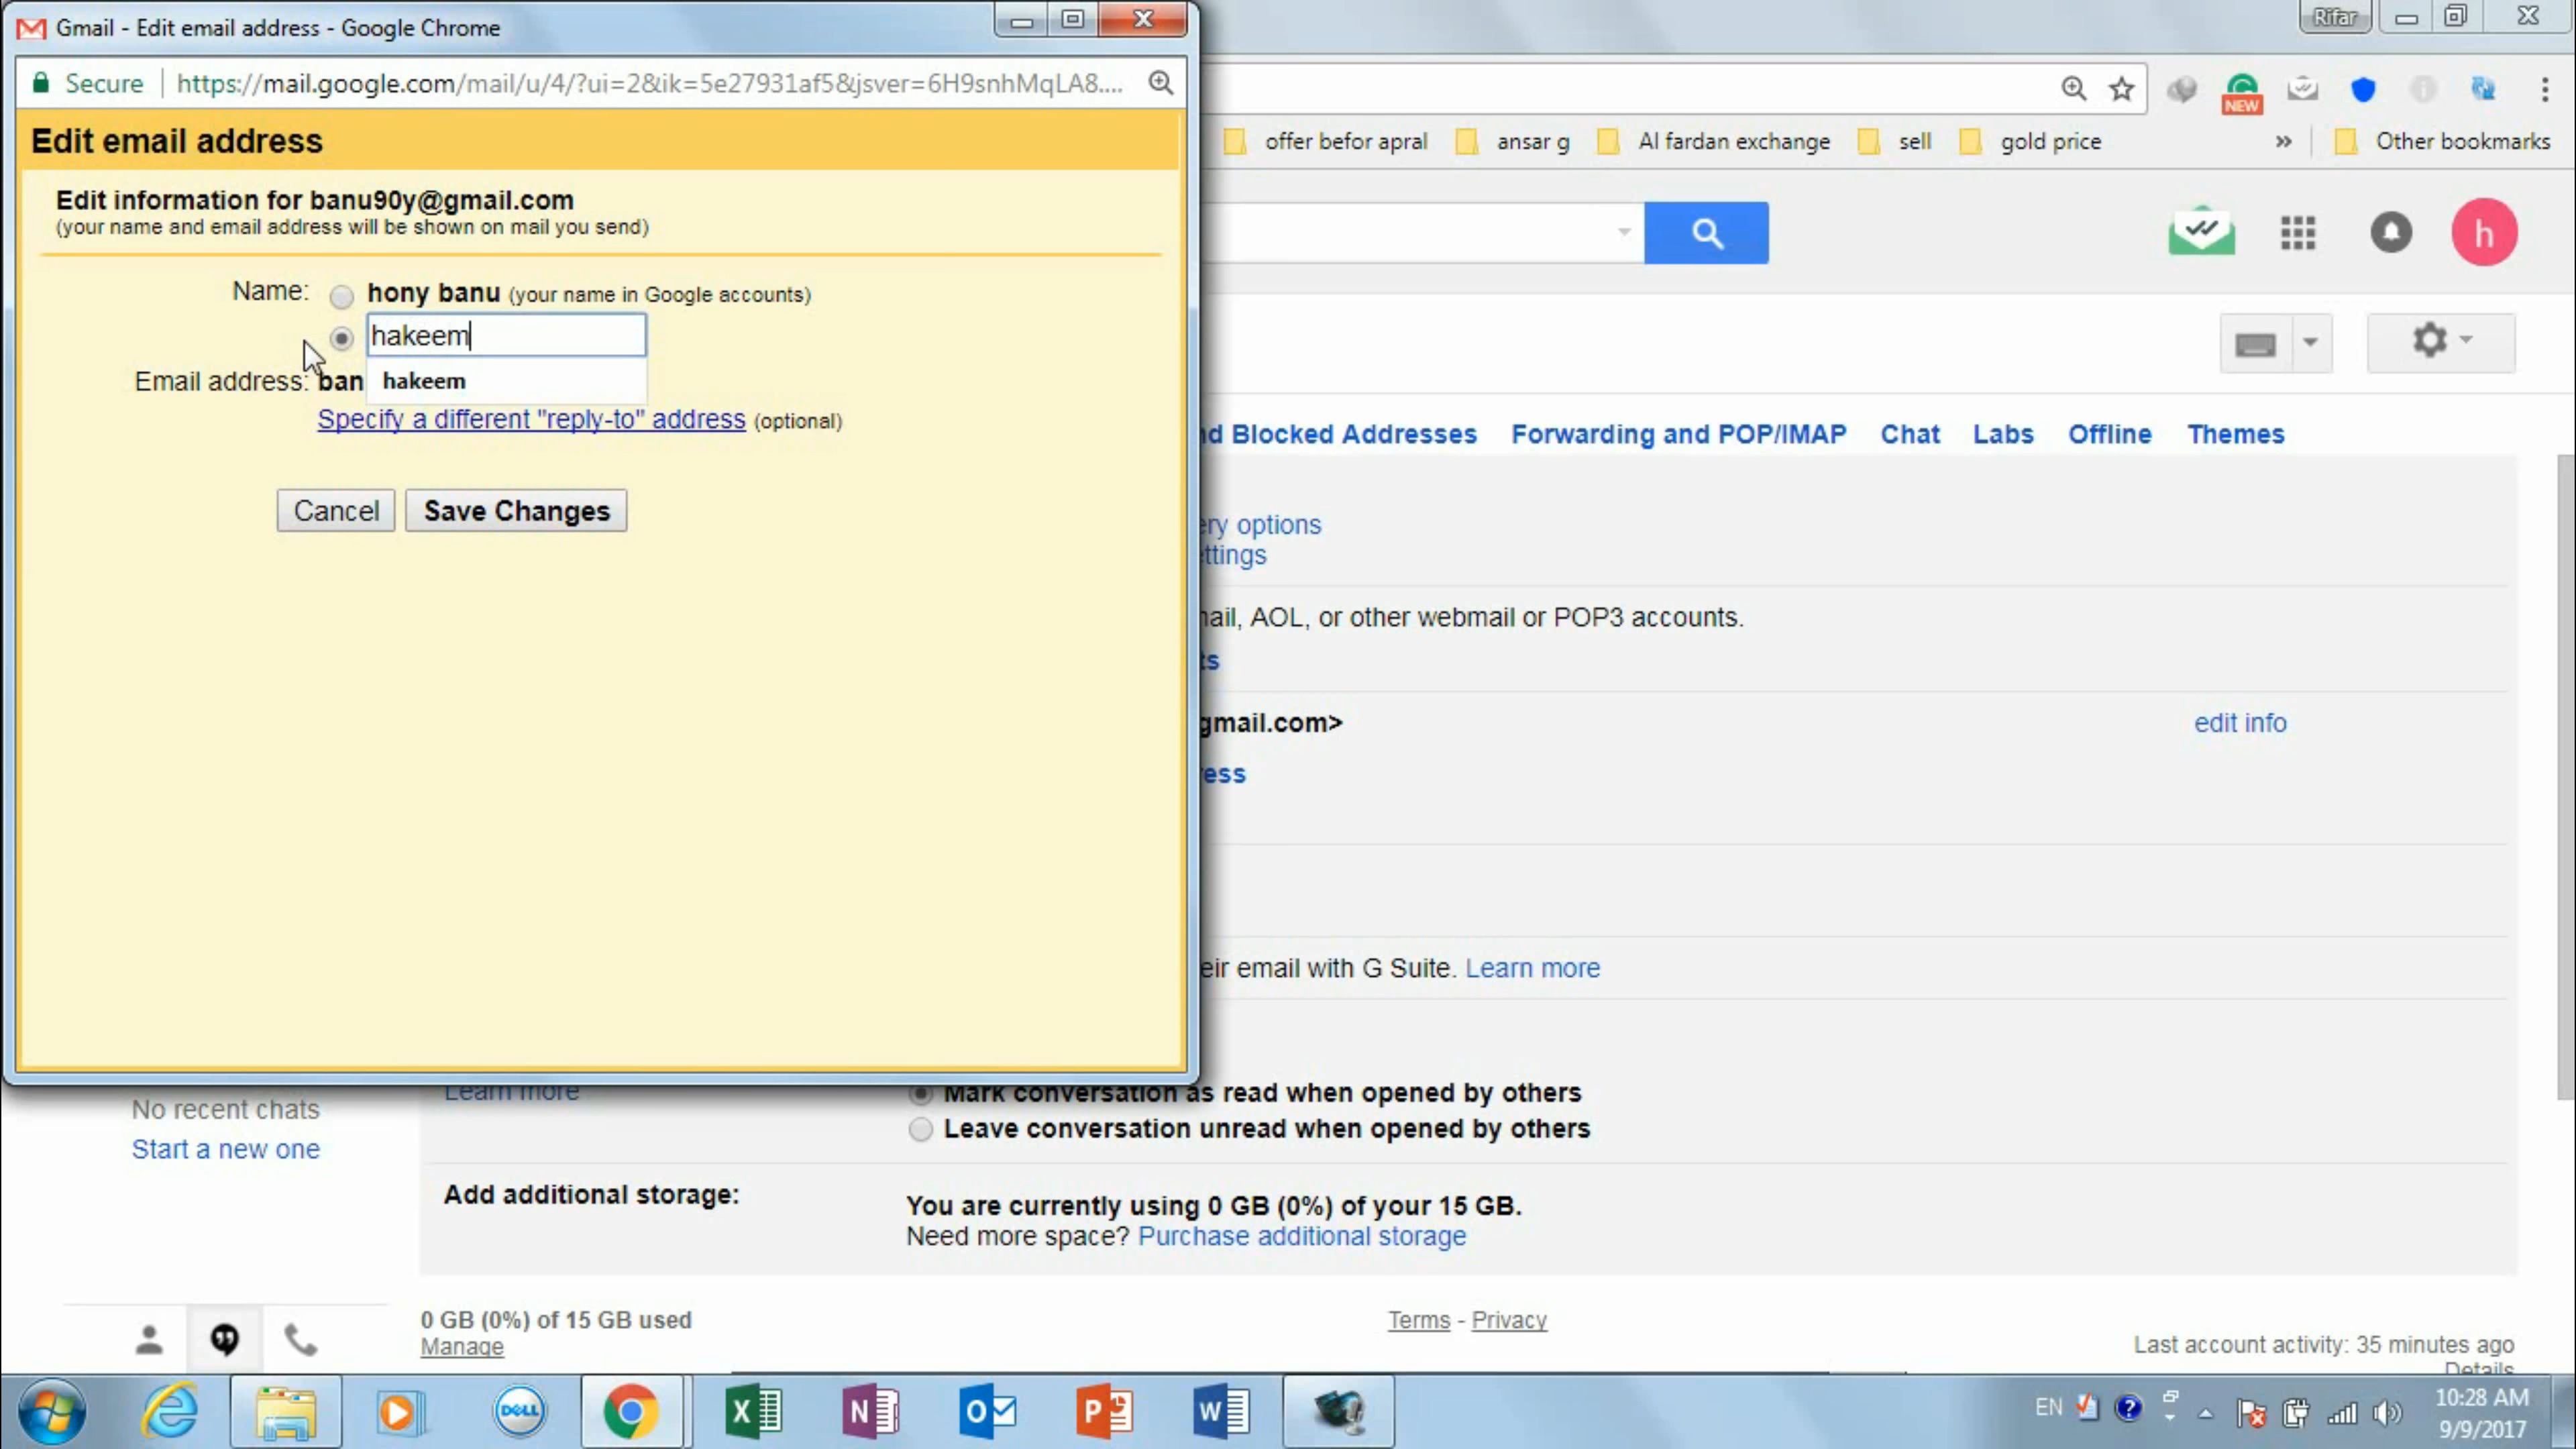 Gmail - Edit email address - Google Chrome
Rifar
Secure https://mail.google.com/mail/u/4/?ui=2&ik=5e27931af5&jsver=6H9snhMqLA8....
NEW
Edit email address
offer befor apral ansar g Al fardan exchange sell gold price » Other bookmarks
Edit information for banu90y@gmail.com
(your name and email address will be shown on mail you send)
h
Name: hony banu (your name in Google accounts)
hakeem
Email address: ban
hakeem
Specify a different "reply-to" address (optional)
Blocked Addresses Forwarding and POP/IMAP Chat Labs Offline Themes
Cancel Save Changes
options
AOL, or other webmail or POP3 accounts.
gmail.com> edit info
email with G Suite. Learn more
Learn more
Mark conversation as read when opened by others
No recent chats
Leave conversation unread when opened by others
Start a new one
Add additional storage:
You are currently using 0 GB (0%) of your 15 GB.
Need more space? Purchase additional storage
0 GB (0%) of 15 GB used
Manage
Terms - Privacy
Last account activity: 35 minutes ago
Details
DELL
EN
10:28 AM
9/9/2017